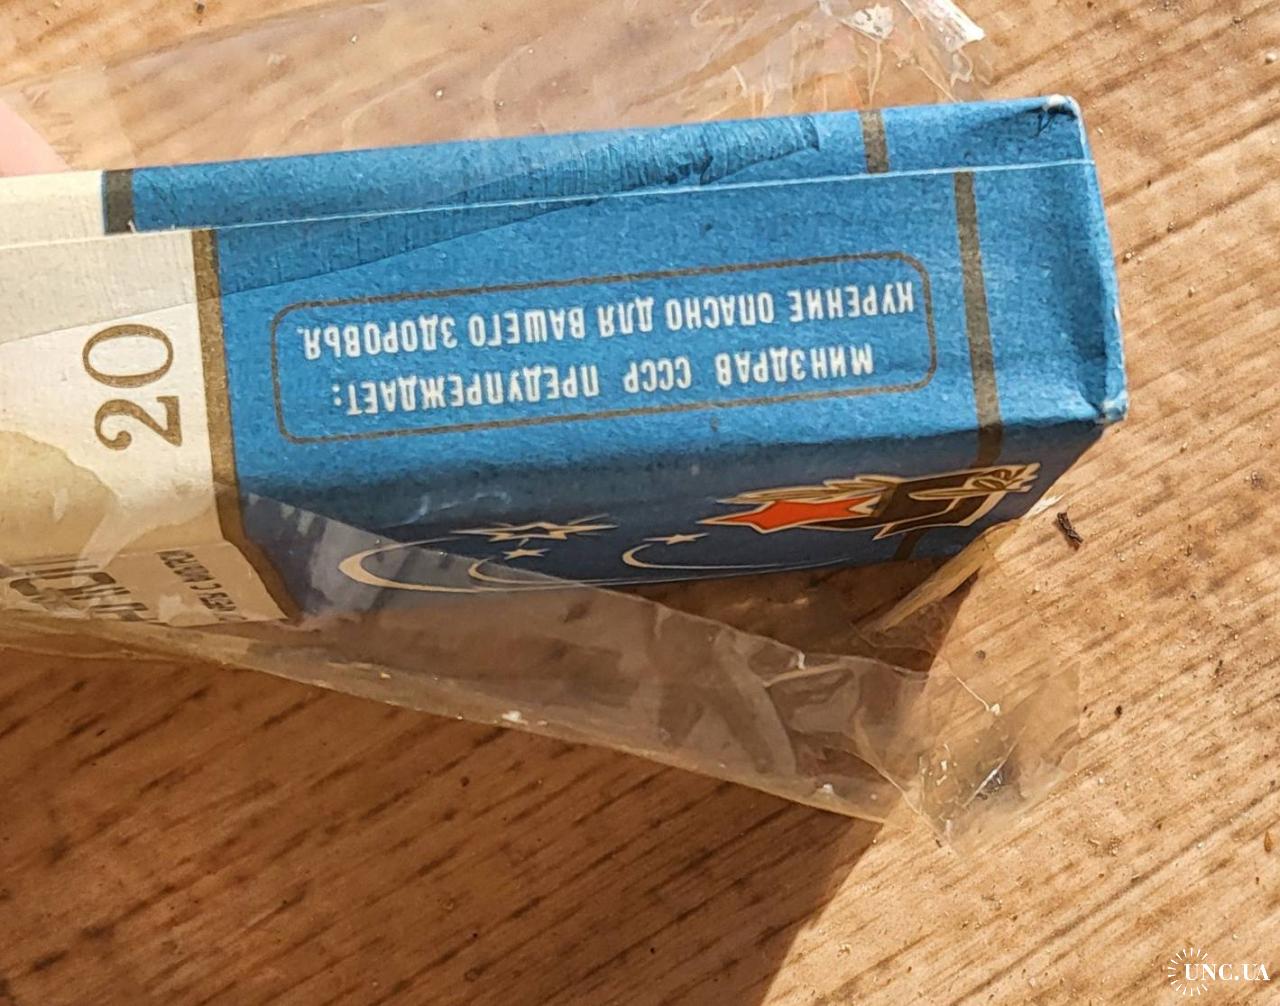 МИНЗДРАВ СССР ПРЕДУПРЕЖДАЕТ:
КУРЕНИЕ ОПАСНО ДЛЯ ВАШЕГО ЗДОРОВЬЯ.
20
UNC.UA